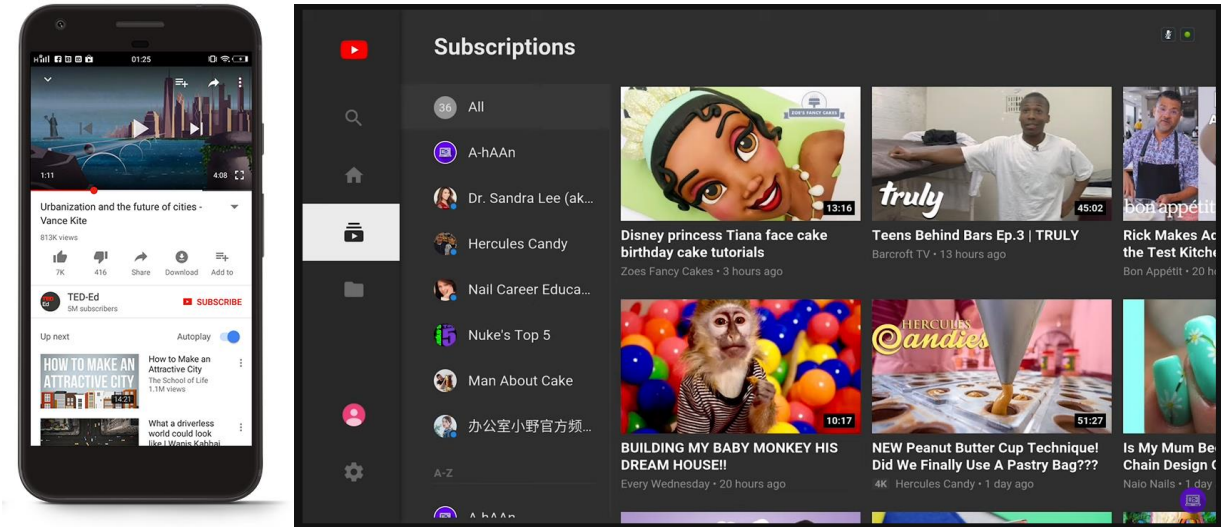 01:25
1:11
4:08
Urbanization and the future of cities -
Vance Kite
813K views
7K
416
Share
Download
Add to
TED-Ed
5M subscribers
SUBSCRIBE
Up next
Autoplay
HOW TO MAKE AN
ATTRACTIVE CITY
14:21
How to Make an
Attractive City
The School of Life
1.1M views
What a driverless
world could look
like | Wanis Kabbaj
Subscriptions
36
All
A-hAAn
Dr. Sandra Lee (ak...
Hercules Candy
Nail Career Educa...
Nuke's Top 5
Man About Cake
办公室小野官方频...
A-Z
A-hAAn
ZOE'S FANCY CAKES
13:16
Disney princess Tiana face cake
birthday cake tutorials
Zoes Fancy Cakes • 3 hours ago
truly
45:02
Teens Behind Bars Ep.3 | TRULY
Barcroft TV • 13 hours ago
bon appétit
Rick Makes Ac
the Test Kitche
Bon Appétit • 20 h
10:17
BUILDING MY BABY MONKEY HIS
DREAM HOUSE!!
Every Wednesday • 20 hours ago
HERCULES
Candies
51:27
NEW Peanut Butter Cup Technique!
Did We Finally Use A Pastry Bag???
4K Hercules Candy • 1 day ago
Is My Mum Be
Chain Design (
Naio Nails • 1 day